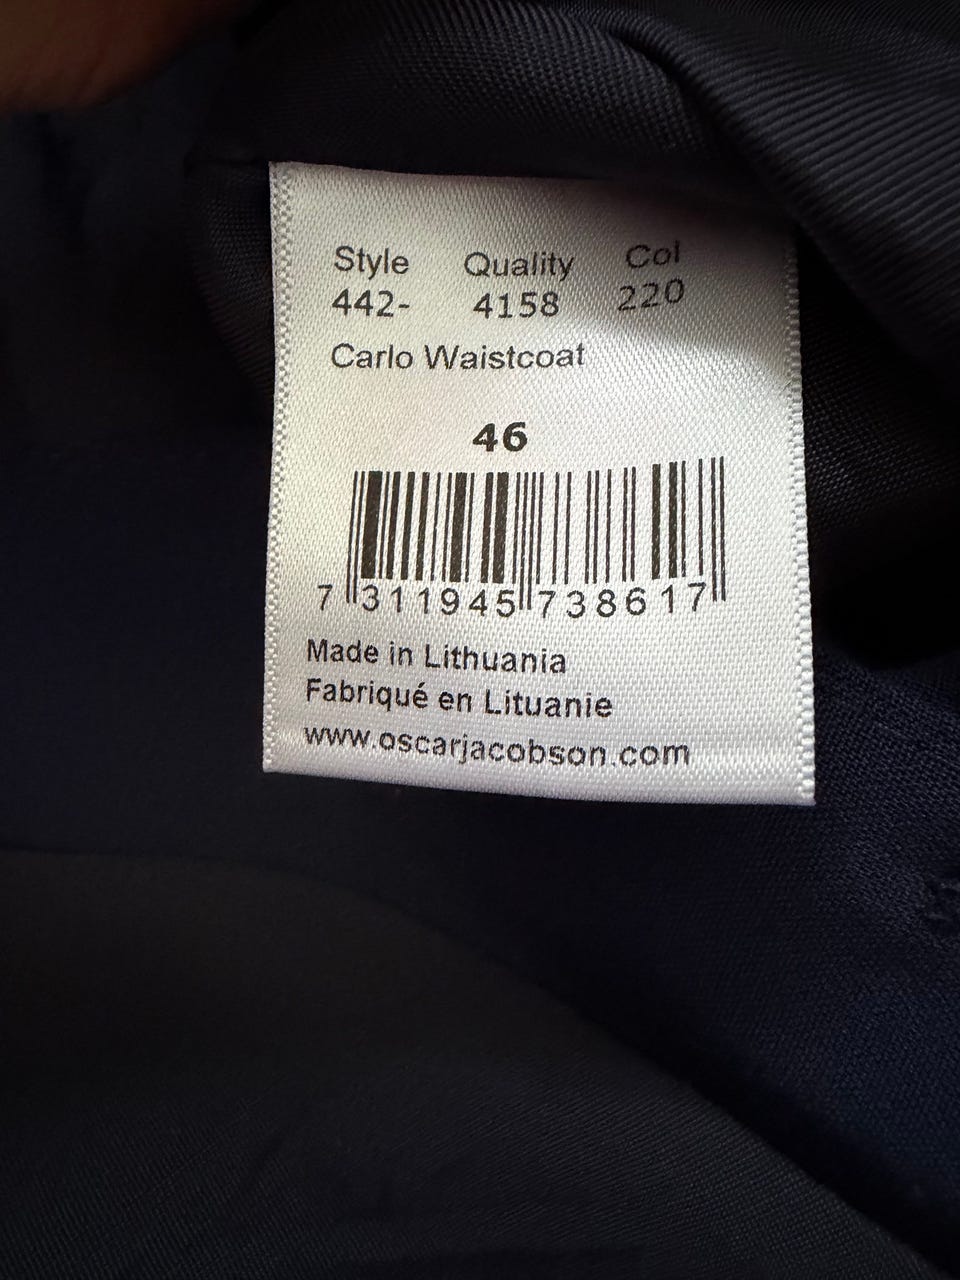 Style Quality Col
442- 4158 220
Carlo Waistcoat
46
7 311945 738617
Made in Lithuania
Fabriqué en Lituanie
www.oscarjacobson.com